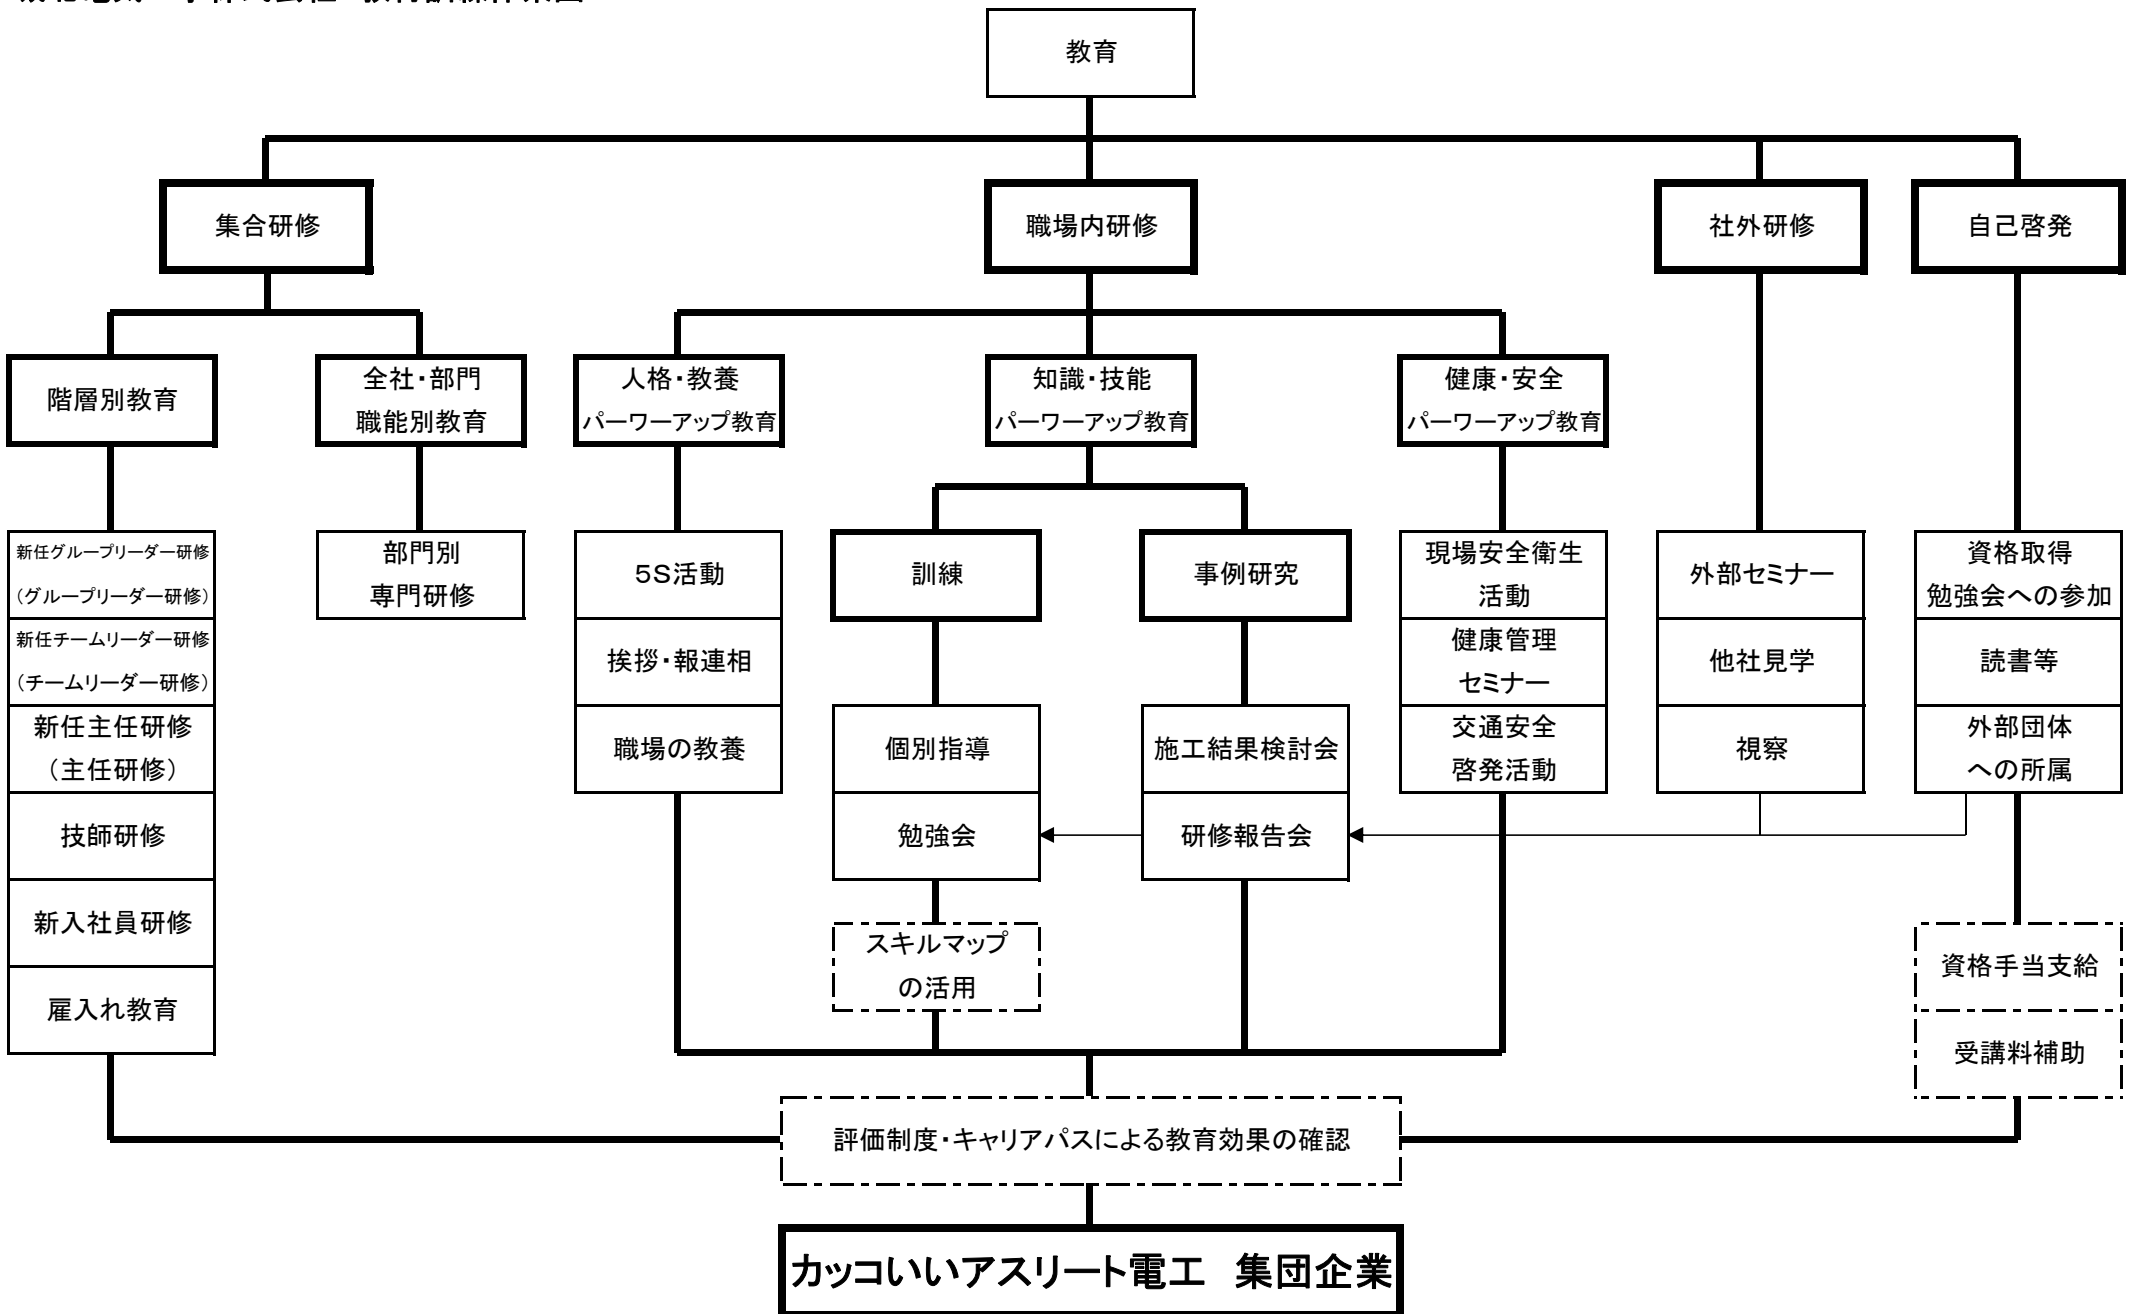 教育
集合研修
職場内研修
社外研修
自己啓発
階層別教育
全社・部門
職能別教育
人格・教養
パーワーアップ教育
知識・技能
パーワーアップ教育
健康・安全
パーワーアップ教育
新任グループリーダー研修
（グループリーダー研修）
新任チームリーダー研修
（チームリーダー研修）
新任主任研修
（主任研修）
技師研修
新入社員研修
雇入れ教育
部門別
専門研修
5S活動
挨拶・報連相
職場の教養
訓練
個別指導
勉強会
スキルマップ
の活用
事例研究
施工結果検討会
研修報告会
現場安全衛生
活動
健康管理
セミナー
交通安全
啓発活動
外部セミナー
他社見学
視察
資格取得
勉強会への参加
読書等
外部団体
への所属
資格手当支給
受講料補助
評価制度・キャリアパスによる教育効果の確認
カッコいいアスリート電工　集団企業